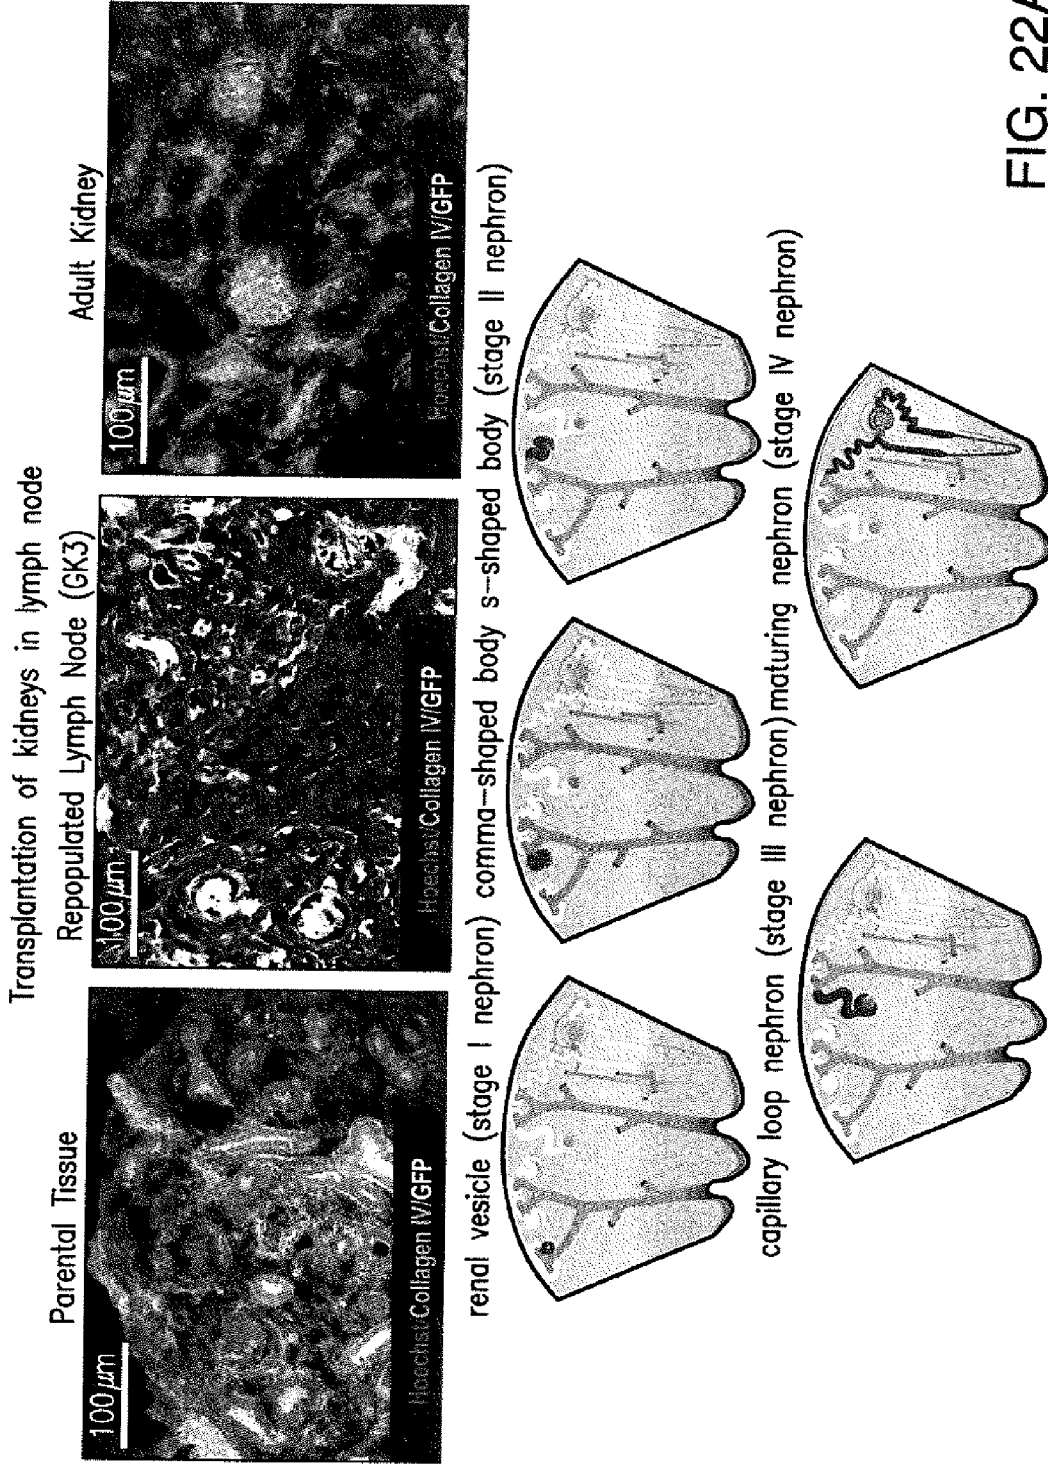 Transplantation of kidneys in lymph node
Parental Tissue
Repopulated Lymph Node (GK3)
Adult Kidney
100μm
100μm
100μm
Hoechst/Collagen IV/GFP
Hoechst/Collagen IV/GFP
Hoechst/Collagen IV/GFP
renal vesicle (stage I nephron) comma-shaped body s-shaped body (stage II nephron)
capillary loop nephron (stage III nephron) maturing nephron (stage IV nephron)
FIG. 22A